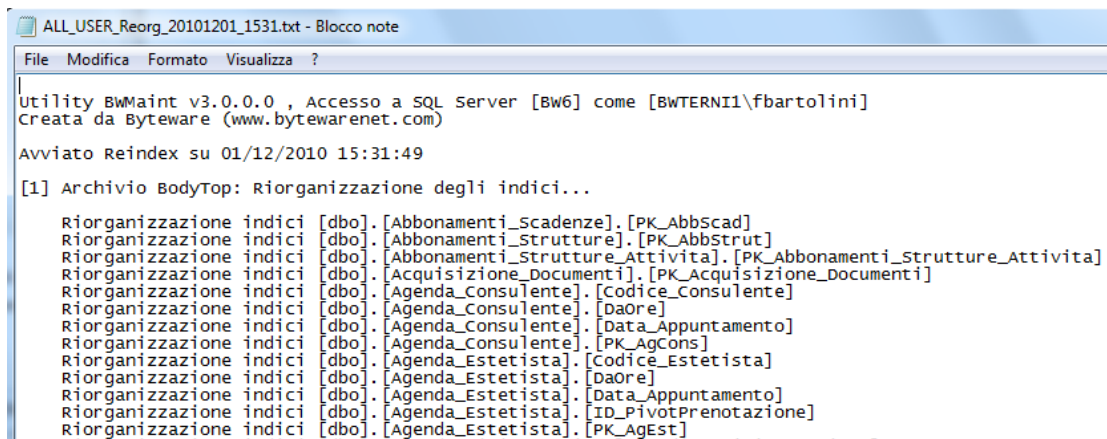 ALL_USER_Reorg_20101201_1531.txt - Blocco note
File Modifica Formato Visualizza ?
Utility BWMaint v3.0.0.0 , Accesso a SQL Server [BW6] come [BWTERNI1\fbartolini]
Creata da Byteware (www.bytewarenet.com)
Avviato Reindex su 01/12/2010 15:31:49
[1] Archivio BodyTop: Riorganizzazione degli indici...
Riorganizzazione indici [dbo].[Abbonamenti_Scadenze].[PK_AbbScad]
Riorganizzazione indici [dbo].[Abbonamenti_Strutture].[PK_AbbStrut]
Riorganizzazione indici [dbo].[Abbonamenti_Strutture_Attivita].[PK_Abbonamenti_Strutture_Attivita]
Riorganizzazione indici [dbo].[Acquisizione_Documenti].[PK_Acquisizione_Documenti]
Riorganizzazione indici [dbo].[Agenda_Consulente].[Codice_Consulente]
Riorganizzazione indici [dbo].[Agenda_Consulente].[DaOre]
Riorganizzazione indici [dbo].[Agenda_Consulente].[Data_Appuntamento]
Riorganizzazione indici [dbo].[Agenda_Consulente].[PK_AgCons]
Riorganizzazione indici [dbo].[Agenda_Estetista].[Codice_Estetista]
Riorganizzazione indici [dbo].[Agenda_Estetista].[DaOre]
Riorganizzazione indici [dbo].[Agenda_Estetista].[Data_Appuntamento]
Riorganizzazione indici [dbo].[Agenda_Estetista].[ID_PivotPrenotazione]
Riorganizzazione indici [dbo].[Agenda_Estetista].[PK_AgEst]